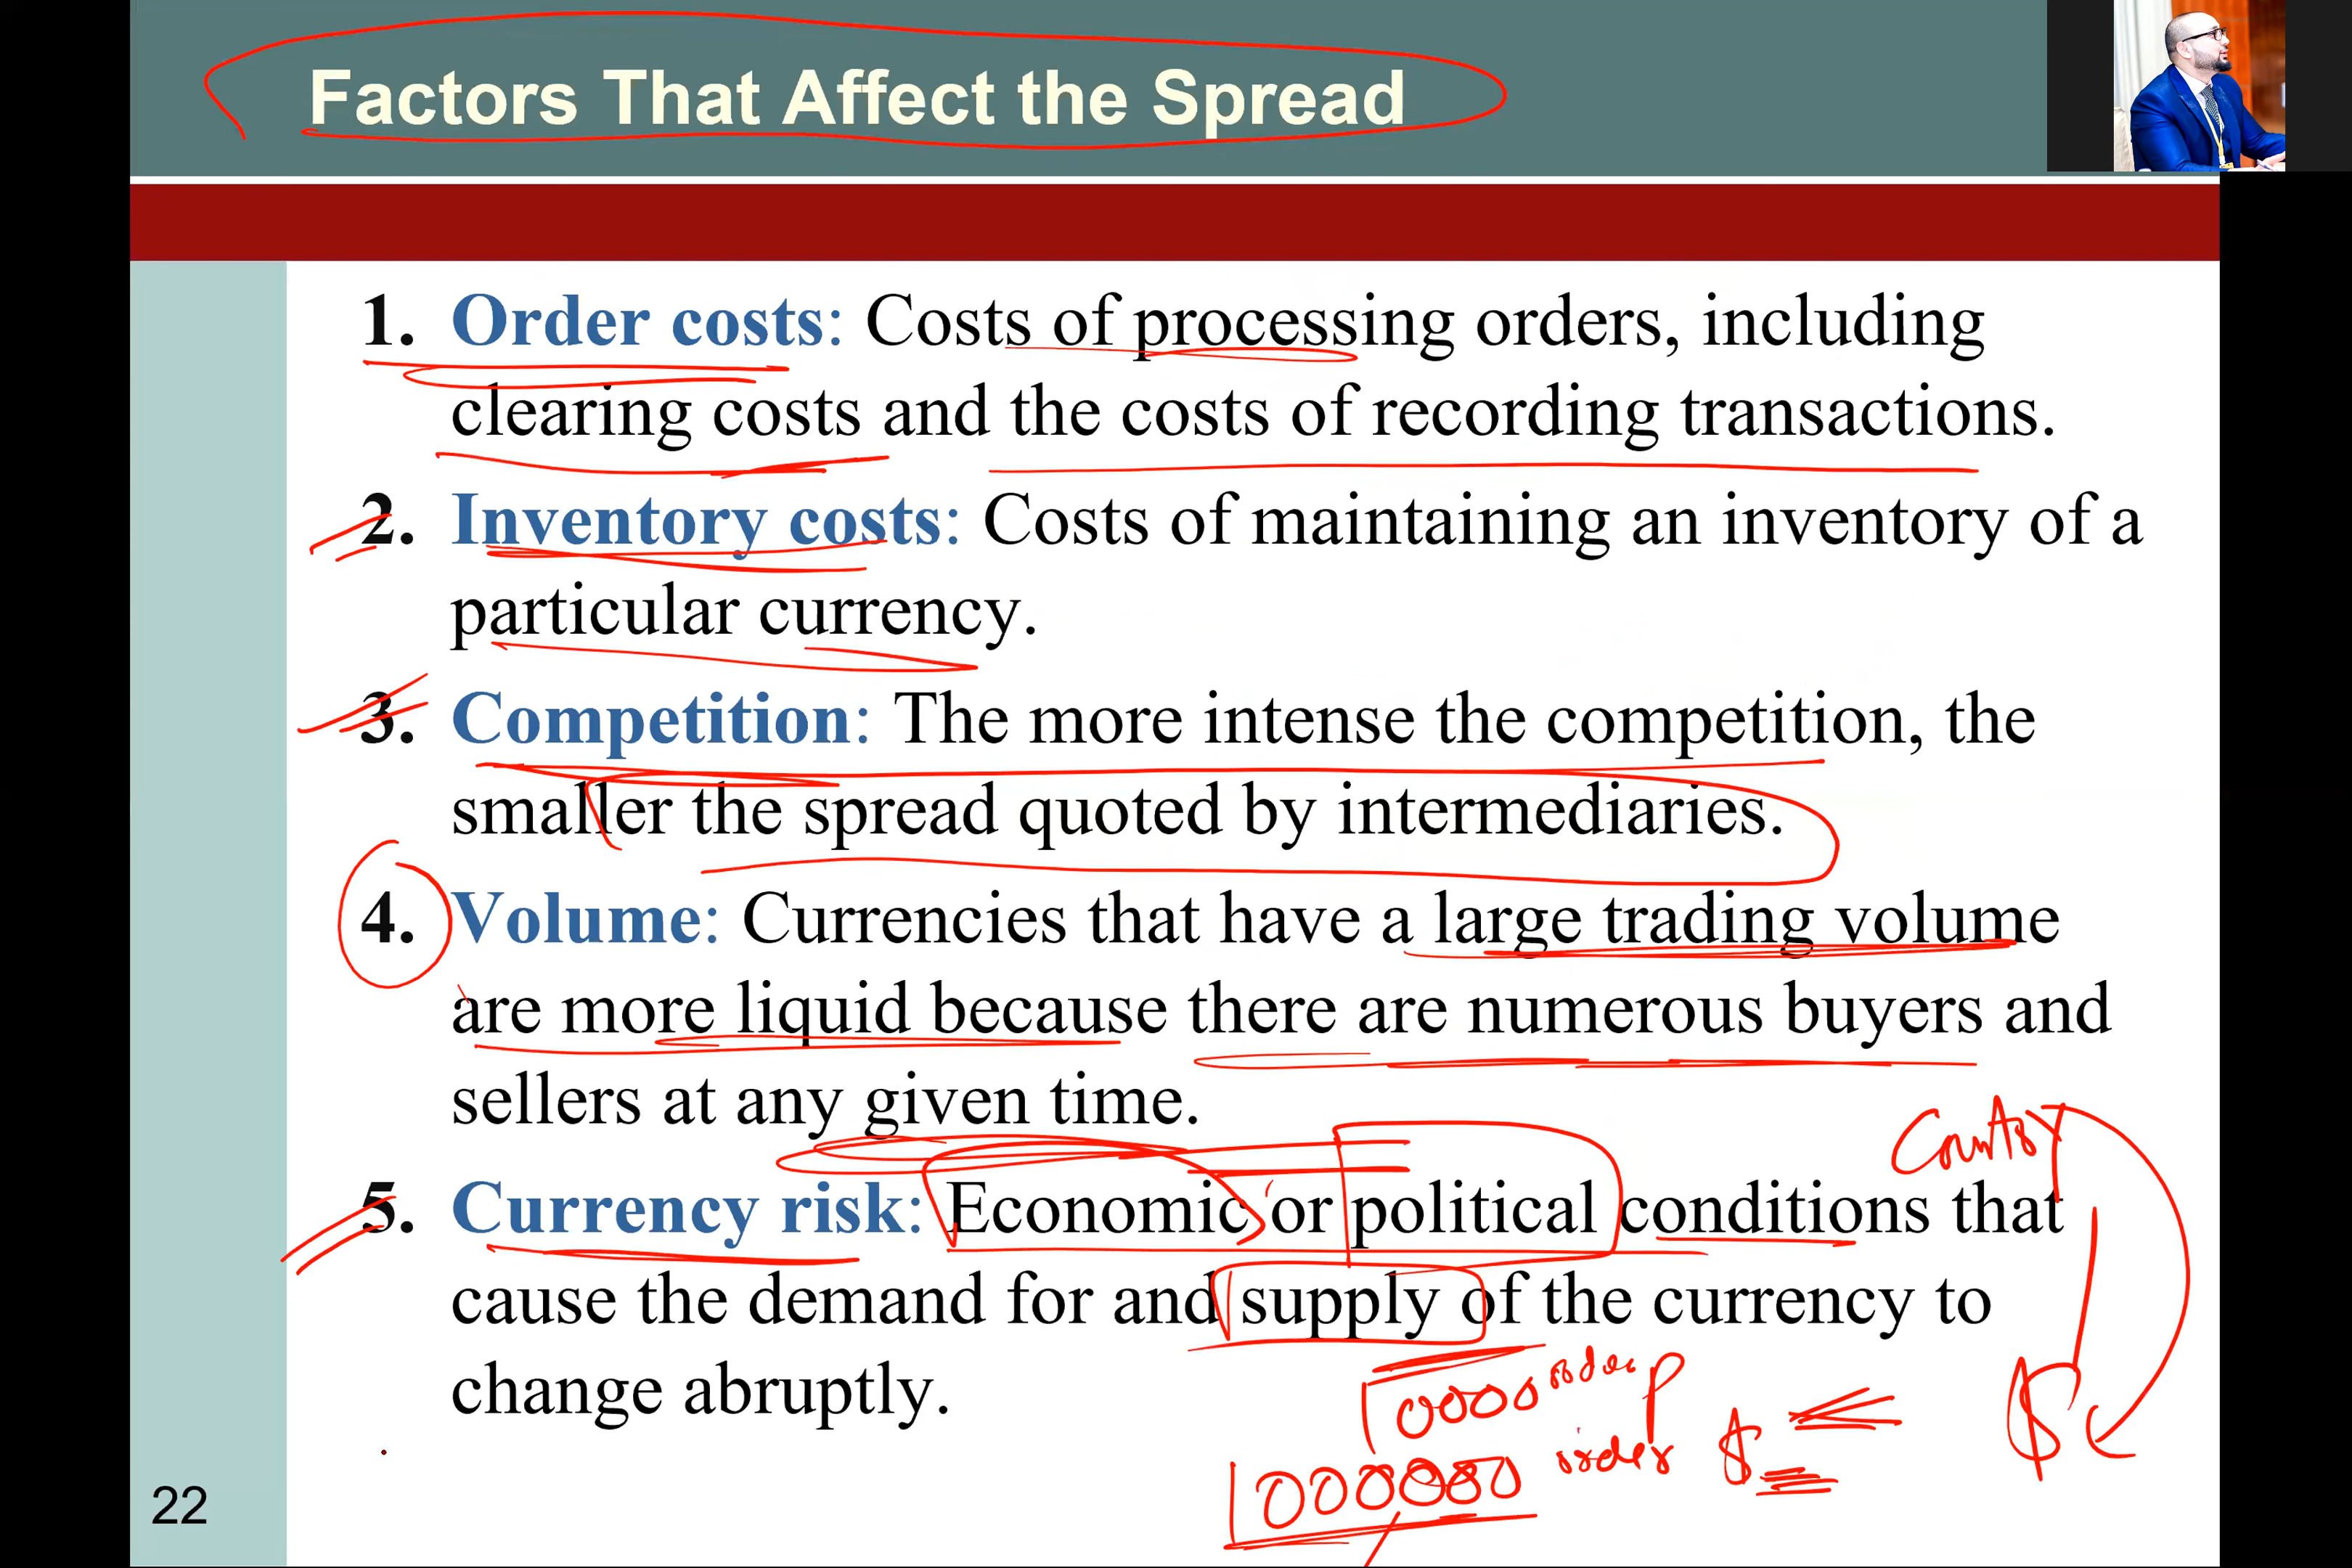 Factors That Affect the Spread
1. Order costs: Costs of processing orders, including
clearing costs and the costs of recording transactions.
2. Inventory costs: Costs of maintaining an inventory of a
particular currency.
3. Competition: The more intense the competition, the
smaller the spread quoted by intermediaries.
4. Volume: Currencies that have a large trading volume
are more liquid because there are numerous buyers and
sellers at any given time.
5. Currency risk: Economic or political conditions that
cause the demand for and supply of the currency to
change abruptly.
10000
1000000 order $
$
22